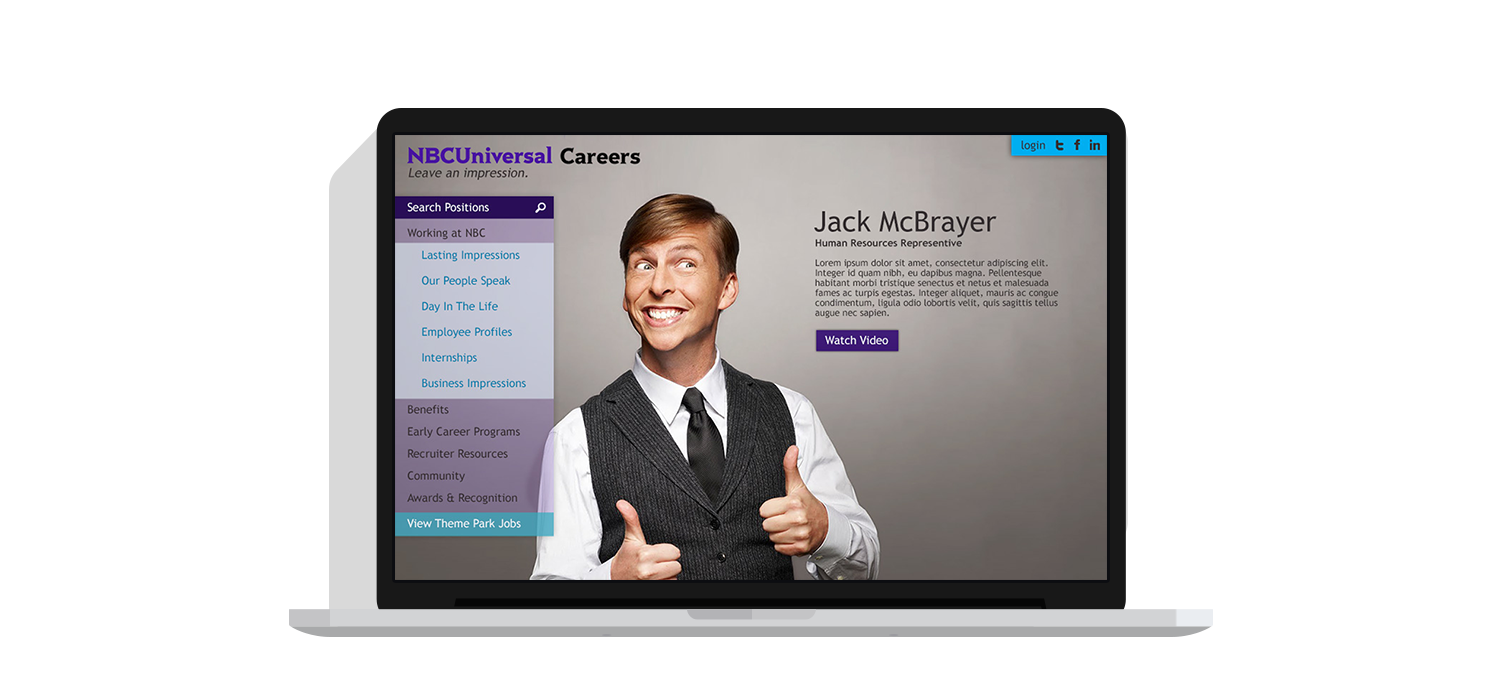 NBCUniversal Careers
Leave an impression.
login
Search Positions
Working at NBC
Lasting Impressions
Our People Speak
Day In The Life
Employee Profiles
Internships
Business Impressions
Benefits
Early Career Programs
Recruiter Resources
Community
Awards & Recognition
View Theme Park Jobs
Jack McBrayer
Human Resources Representive
Lorem ipsum dolor sit amet, consectetur adipiscing elit.
Integer id quam nibh, eu dapibus magna. Pellentesque
habitant morbi tristique senectus et netus et malesuada
fames ac turpis egestas. Integer aliquet, mauris ac congue
condimentum, ligula odio lobortis velit, quis sagittis tellus
augue nec sapien.
Watch Video